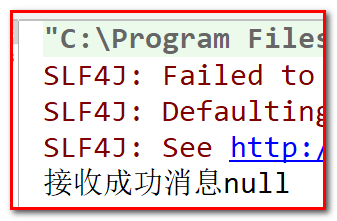 "C:\Program Files
SLF4J: Failed to
SLF4J: Defaulting
SLF4J: See http:/
接收成功消息null